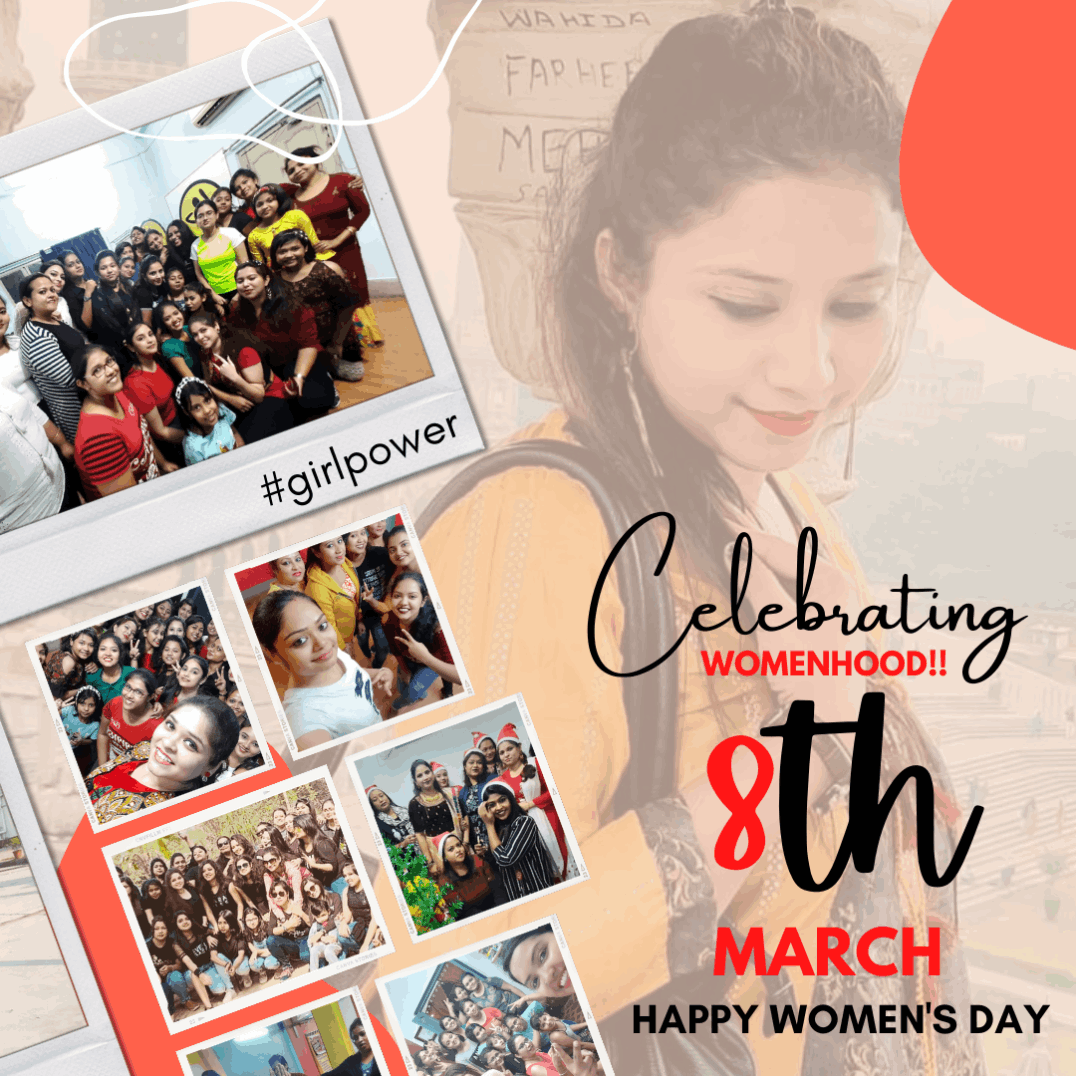 WAHIDA
#girlpower
Celebrating
WOMENHOOD!!
8th
MARCH
HAPPY WOMEN'S DAY